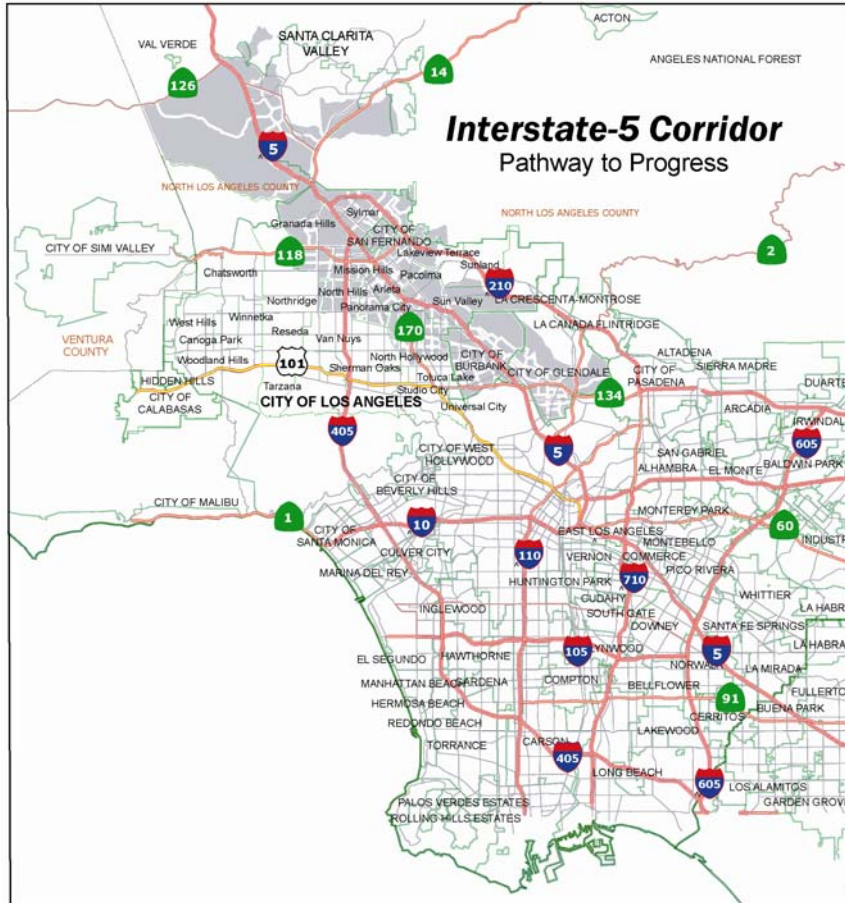 ACTON
SANTA CLARITA
VALLEY
VAL VERDE
14
ANGELES NATIONAL FOREST
126
Interstate-5 Corridor
5
Pathway to Progress
NORTH LOS ANGELES COUNTY
Sylmar
NORTH LOS ANGELES COUNTY
Granada Hills
CITY OF
SAN FERNANDO
CITY OF SIMI VALLEY
118
Lakeview Terrace
2
Chatsworth
Mission Hills
Sunland
Pacoima
210
North Hills
Arleta
Northridge
Panorama City
Sun Valley
LA CRESCENTA-MONTROSE
West Hills
Winnetka
170
LA CANADA FLINTRIDGE
VENTURA
COUNTY
Canoga Park
Reseda
Van Nuys
Woodland Hills
101
North Hollywood
CITY OF
BURBANK
ALTADENA
Sherman Oaks
Toluca Lake
CITY OF GLENDALE
CITY OF
PASADENA
SIERRA MADRE
HIDDEN HILLS
Tarzana
Studio City
134
DUARTE
CITY OF
CALABASAS
CITY OF LOS ANGELES
Universal City
ARCADIA
IRWINDAL
405
605
CITY OF WEST
HOLLYWOOD
5
SAN GABRIEL
BALDWIN PARK
ALHAMBRA
EL MONTE
CITY OF
BEVERLY HILLS
CITY OF MALIBU
MONTEREY PARK
1
10
60
CITY OF
SANTA MONICA
EAST LOS ANGELES
MONTEBELLO
INDUSTR
CULVER CITY
110
VERNON
COMMERCE
MARINA DEL REY
PICO RIVERA
HUNTINGTON PARK
710
CUDAHY
WHITTIER
INGLEWOOD
SOUTH GATE
LA HABR
DOWNEY
SANTA FE SPRINGS
105
LYNWOOD
5
LA HABRA
EL SEGUNDO
HAWTHORNE
NORWALK
LA MIRADA
MANHATTAN BEACH
GARDENA
COMPTON
BELLFLOWER
91
FULLERTO
HERMOSA BEACH
BUENA PARK
CERRITOS
REDONDO BEACH
LAKEWOOD
TORRANCE
CARSON
405
LONG BEACH
605
LOS ALAMITOS
PALOS VERDES ESTATES
GARDEN GROV
ROLLING HILLS ESTATES